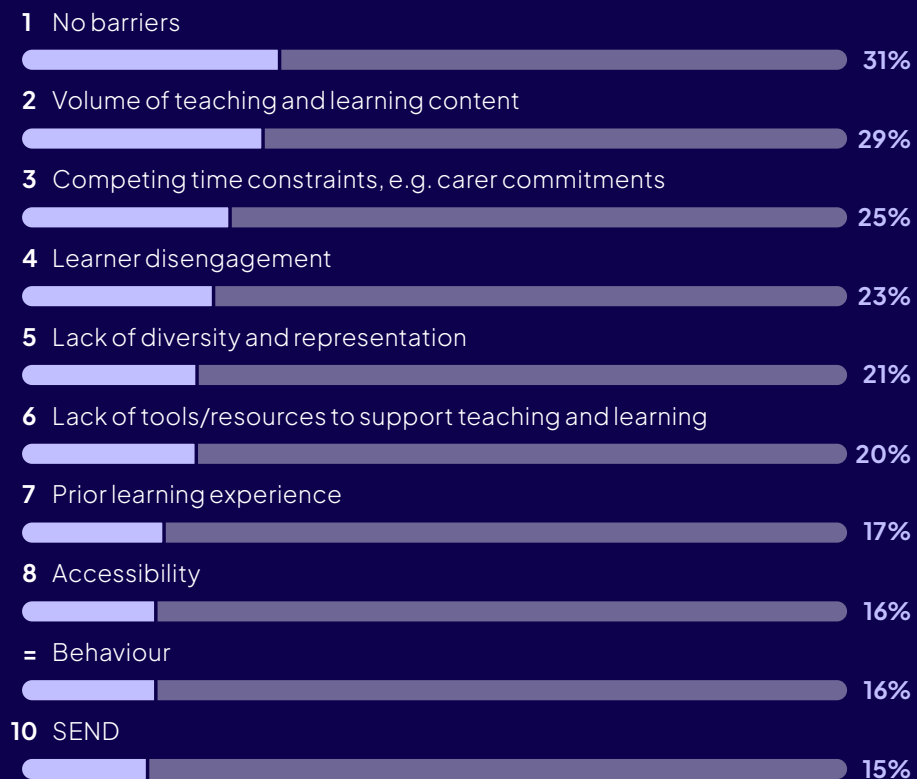 1 No barriers
31%
2 Volume of teaching and learning content
29%
3 Competing time constraints, e.g. carer commitments
25%
4 Learner disengagement
23%
5 Lack of diversity and representation
21%
6 Lack of tools/resources to support teaching and learning
20%
7 Prior learning experience
17%
8 Accessibility
16%
= Behaviour
16%
10 SEND
15%